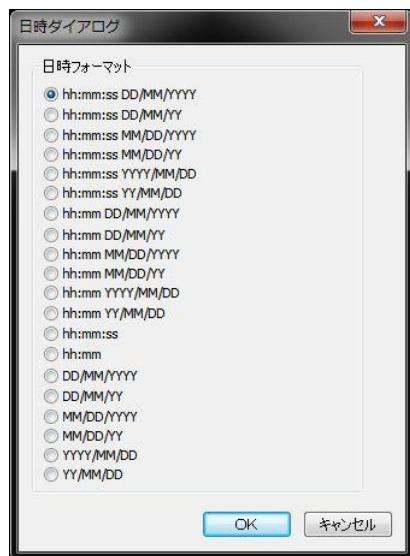 日時ダイアログ
日時フォーマット
hh:mm:ss DD/MM/YYYY
hh:mm:ss DD/MM/YY
hh:mm:ss MM/DD/YYYY
hh:mm:ss MM/DD/YY
hh:mm:ss YYYY/MM/DD
hh:mm:ss YY/MM/DD
hh:mm DD/MM/YYYY
hh:mm DD/MM/YY
hh:mm MM/DD/YYYY
hh:mm MM/DD/YY
hh:mm YYYY/MM/DD
hh:mm YY/MM/DD
hh:mm:ss
hh:mm
DD/MM/YYYY
DD/MM/YY
MM/DD/YYYY
MM/DD/YY
YYYY/MM/DD
YY/MM/DD
OK キャンセル